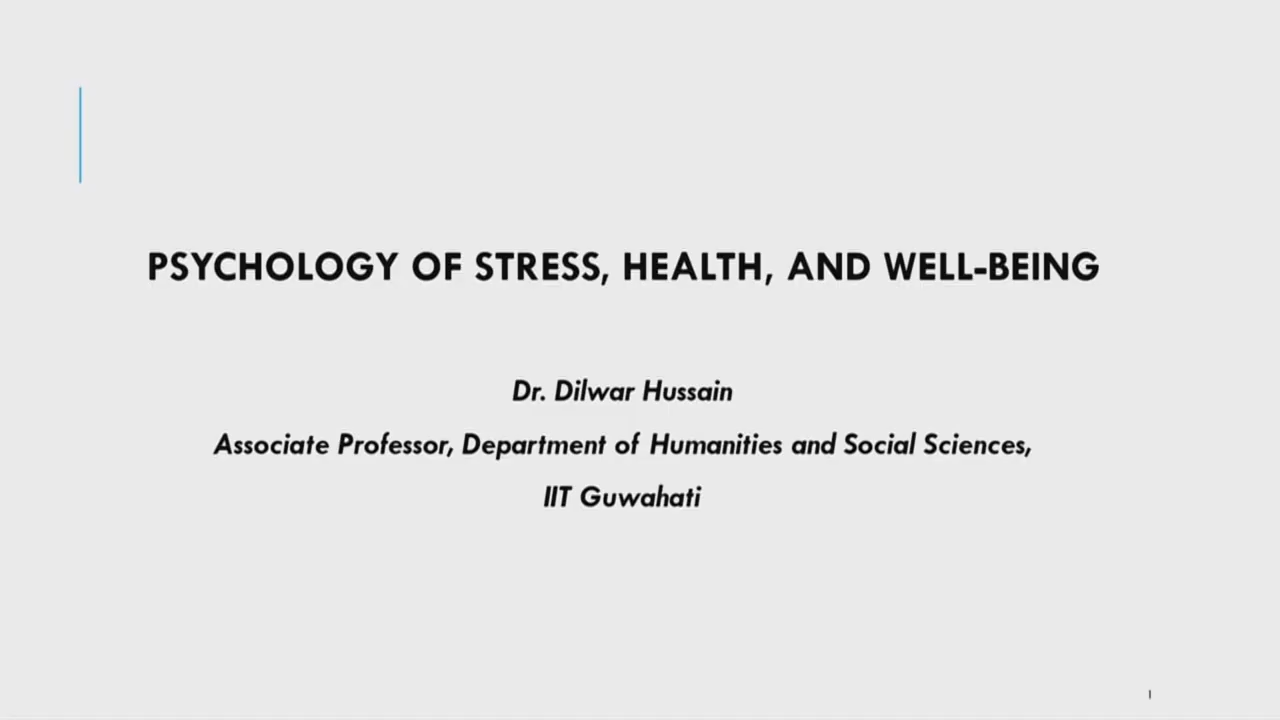 PSYCHOLOGY OF STRESS, HEALTH, AND WELL-BEING
Dr. Dilwar Hussain
Associate Professor, Department of Humanities and Social Sciences,
IIT Guwahati
1